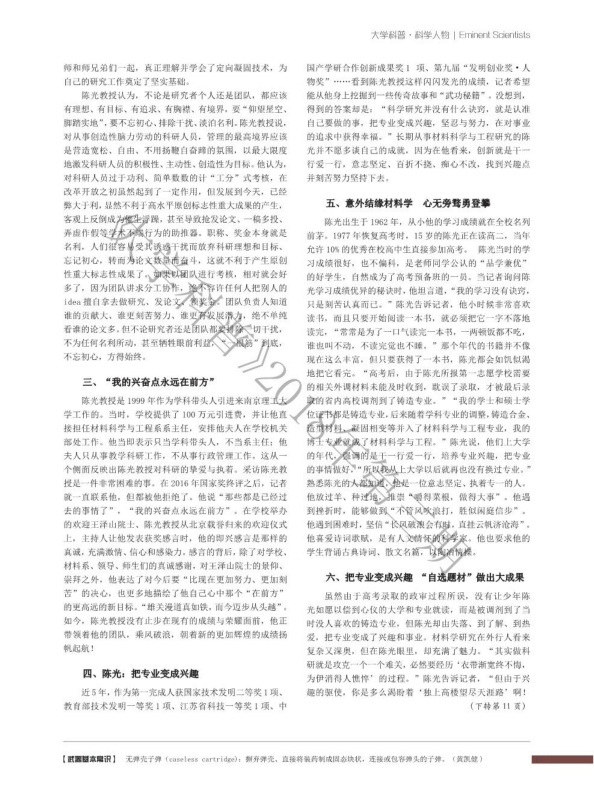 大学科普·科学人物 | Eminent Scientists
师和师兄弟们一起，真正理解并学会了定向凝固技术，为
自己的研究工作奠定了坚实基础。
陈光教授认为，不论是研究者个人还是团队，都应该
有理想、有目标、有追求、有胸襟、有境界，要“仰望星空、
脚踏实地”，要不忘初心、排除干扰、淡泊名利。陈光教授说，
对从事创造性脑力劳动的科研人员，管理的最高境界应该
是营造宽松、自由、不用扬鞭自奋蹄的氛围，以最大限度
地激发科研人员的积极性、主动性、创造性为目标。他认为，
对科研人员过于功利、简单数数的计“工分”式考核，在
改革开放之初虽然起到了一定作用，但发展到今天，已经
弊大于利，显然不利于高水平原创标志性重大成果的产生，
客观上反倒成为催生浮躁，甚至导致抢发论文、一稿多投、
弄虚作假等学术不端行为的助推器。职称、奖金本身就是
名利，人们很容易受其诱惑干扰而放弃科研理想和目标、
忘记初心，转而为论文数量而奋斗，这就不利于产生原创
性重大标志性成果了。如果以团队进行考核，相对就会好
多了，因为团队讲求分工协作，绝不容许任何人把别人的
idea 擅自拿去做研究、发论文、领奖金。团队负责人知道
谁的贡献大、谁更刻苦努力、谁更有发展潜力，绝不单纯
看谁的论文多。但不论研究者还是团队都要排除一切干扰，
不为任何名利所动，甚至牺牲眼前利益，“一根筋”到底，
不忘初心，方得始终。
三、“我的兴奋点永远在前方”
陈光教授是 1999 年作为学科带头人引进来南京理工大
学工作的。当时，学校提供了 100 万元引进费，并让他直
接担任材料科学与工程系系主任，安排他夫人在学校机关
部处工作。他当即表示只当学科带头人，不当系主任；他
夫人只从事教学科研工作，不从事行政管理工作。这从一
个侧面反映出陈光教授对科研的挚爱与执着。采访陈光教
授是一件非常困难的事。在 2016 年国家奖终评之后，记者
就一直联系他，但都被他拒绝了。他说“那些都是已经过
去的事情了”，“我的兴奋点永远在前方”。在学校举办
的欢迎王泽山院士、陈光教授从北京载誉归来的欢迎仪式
上，主持人让他发表获奖感言时，他的即兴感言是那样的
真诚，充满激情、信心和感染力。感言的背后，除了对学校、
材料系、领导、师生们的真诚感谢，对王泽山院士的景仰、
崇拜之外，他表达了对今后要“比现在更加努力、更加刻
苦”的决心，也更多地描绘了他自己心中那个“在前方”
的更高远的新目标。“雄关漫道真如铁，而今迈步从头越”。
如今，陈光教授没有止步在现有的成绩与荣耀面前，他正
带领着他的团队，乘风破浪，朝着新的更加辉煌的成绩扬
帆起航！
四、陈光：把专业变成兴趣
近 5 年，作为第一完成人获国家技术发明二等奖 1 项、
教育部技术发明一等奖 1 项、江苏省科技一等奖 1 项、中
国产学研合作创新成果奖 1 项、第九届“发明创业奖·人
物奖”……看到陈光教授这样闪闪发光的成绩，记者希望
能从他身上挖掘到一些传奇故事和“武功秘籍”。没想到，
得到的答案却是：“科学研究并没有什么诀窍，就是认准
自己要做的事，把专业变成兴趣，坚忍与努力，在对事业
的追求中获得幸福。”长期从事材料科学与工程研究的陈
光并不愿多谈自己的成就，因为在他看来，创新就是干一
行爱一行，意志坚定、百折不挠、痴心不改，找到兴趣点
并刻苦努力坚持下去。
五、意外结缘材料学　心无旁骛勇登攀
陈光出生于 1962 年，从小他的学习成绩就在全校名列
前茅。1977 年恢复高考时，15 岁的陈光正在读高二，当年
允许 10% 的优秀在校高中生直接参加高考。 陈光当时的学
习成绩很好，也不偏科，是老师同学公认的“品学兼优”
的好学生，自然成为了高考预备班的一员。当记者询问陈
光学习成绩优异的秘诀时，他坦言道，“我的学习没有诀窍，
只是刻苦认真而已。”陈光告诉记者，他小时候非常喜欢
读书，而且只要开始阅读一本书，就必须把它一字不落地
读完，“常常是为了一口气读完一本书，一两顿饭都不吃，
谁也叫不动，不读完觉也不睡。”那个年代的书籍并不像
现在这么丰富，但只要获得了一本书，陈光都会如饥似渴
地把它看完。“高考后，由于陈光所报第一志愿学校需要
的相关外调材料未能及时收到，耽误了录取，才被最后录
取的省内高校调剂到了铸造专业。”“我的学士和硕士学
位证书都是铸造专业，后来随着学科专业的调整，铸造合金、
造型材料、凝固相变等并入了材料科学与工程专业，我的
博士专业就成了材料科学与工程。”陈光说，他们上大学
的年代，强调的是干一行爱一行，培养专业兴趣，把专业
的事情做好，“所以我从上大学以后就再也没有换过专业。”
熟悉陈光的人都知道，他是一位意志坚定、执着专一的人。
他放过羊、种过地，推崇“嚼得菜根，做得大事”。他遇
到挫折时，能够做到“不管风吹浪打，胜似闲庭信步”。
他遇到困难时，坚信“长风破浪会有时，直挂云帆济沧海”。
他喜爱诗词歌赋，是有人文情怀的科学家。他也要求他的
学生背诵古典诗词，散文名篇，以陶冶情操。
六、把专业变成兴趣　“自选题材”做出大成果
虽然由于高考录取的政审过程所误，没有让少年陈
光如愿以偿到心仪的大学和专业就读，而是被调剂到了当
时没人喜欢的铸造专业，但陈光却由失落、到了解、到热
爱，把专业变成了兴趣和事业。材料学研究在外行人看来
复杂又深奥，但在陈光眼里，却充满了魅力。“其实做科
研就是攻克一个一个难关，必然要经历‘衣带渐宽终不悔，
为伊消得人憔悴’的过程。”陈光告诉记者，“但由于兴
趣的驱使，你是多么渴盼着‘独上高楼望尽天涯路’啊！
（下转第 11 页）
【武器基本常识】 无弹壳子弹（caseless cartridge）：摒弃弹壳，直接将装药制成固态块状，连接或包容弹头的子弹。（黄凯健）